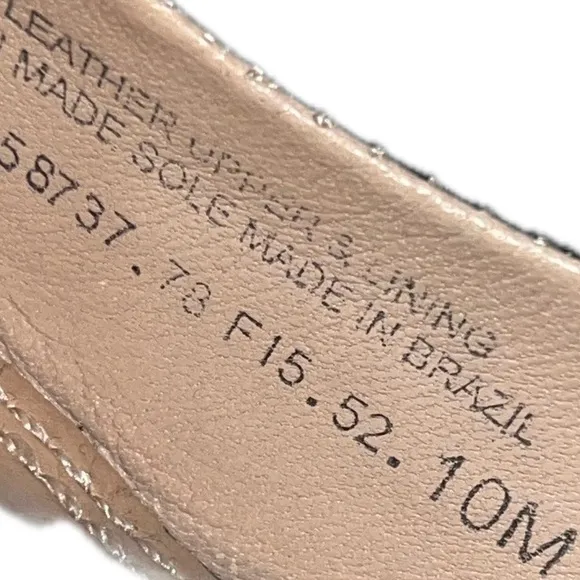 LEATHER UPPER & LINING
MADE SOLE MADE IN BRAZIL
58737.78 F15.52.10M